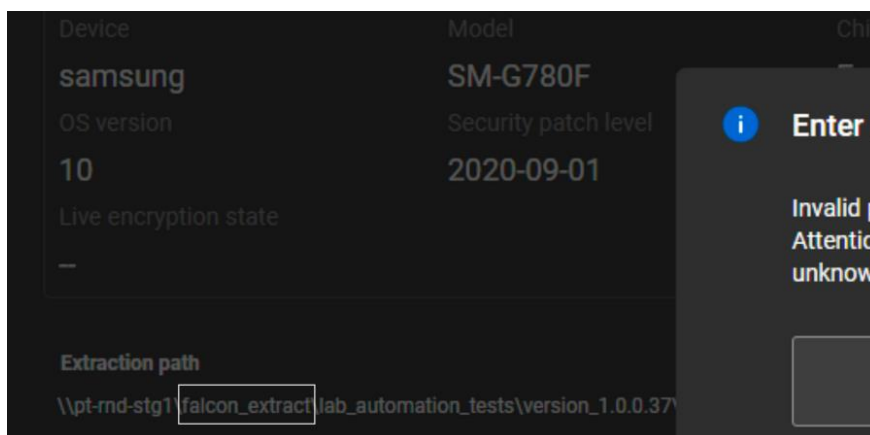 Device Model Chi
samsung SM-G780F
OS version Security patch level Enter
10 2020-09-01
Live encryption state Invalid
– Attentic
unknow
Extraction path
\\pt-rnd-stg1\falcon_extract\lab_automation_tests\version_1.0.0.37\